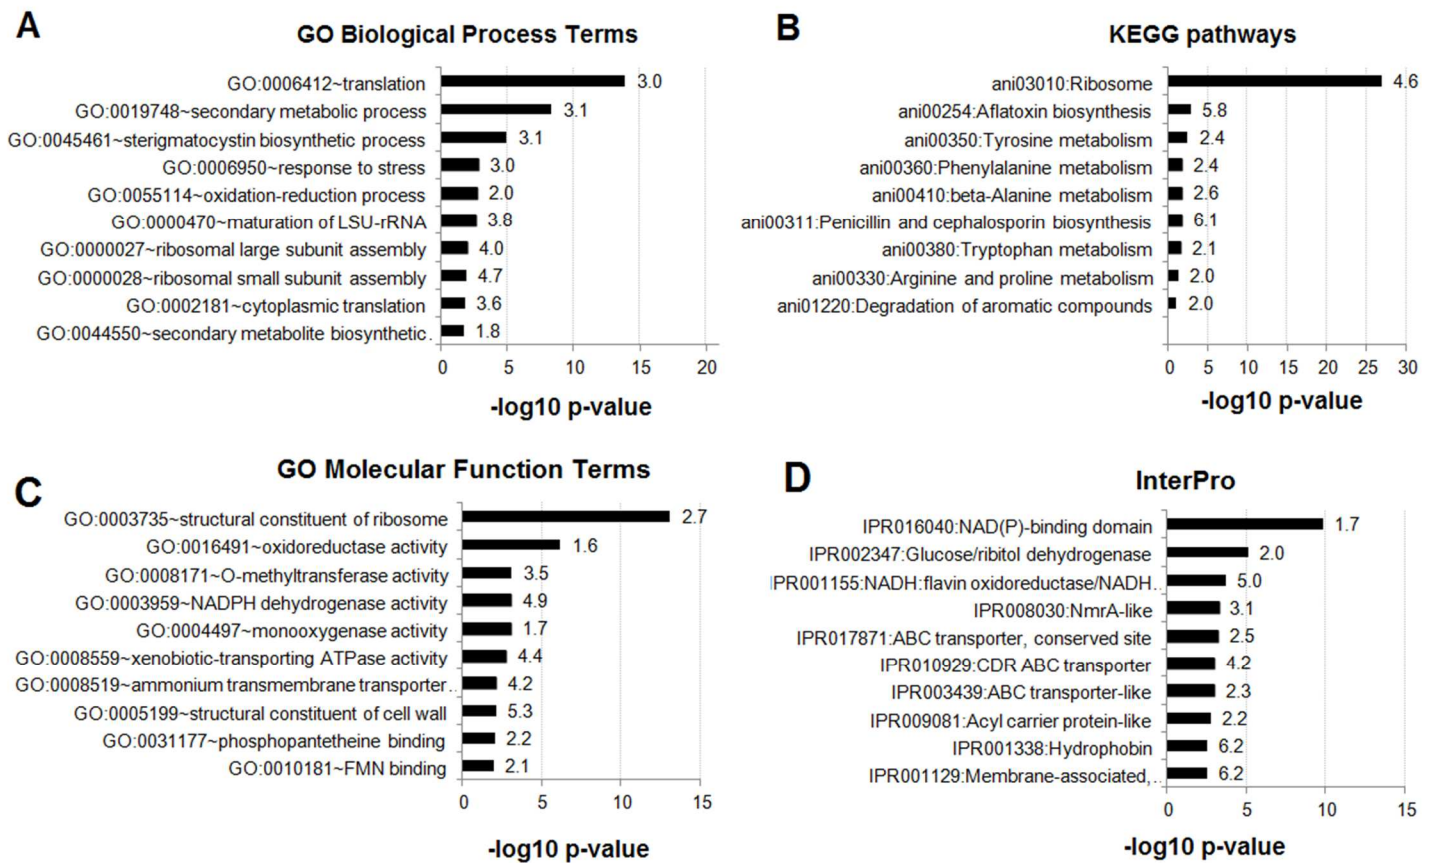 A
GO Biological Process Terms
GO:0006412~translation 3.0
GO:0019748~secondary metabolic process 3.1
GO:0045461~sterigmatocystin biosynthetic process 3.1
GO:0006950~response to stress 3.0
GO:0055114~oxidation-reduction process 2.0
GO:0000470~maturation of LSU-rRNA 3.8
GO:0000027~ribosomal large subunit assembly 4.0
GO:0000028~ribosomal small subunit assembly 4.7
GO:0002181~cytoplasmic translation 3.6
GO:0044550~secondary metabolite biosynthetic.. 1.8
0 5 10 15 20
-log10 p-value
B
KEGG pathways
ani03010:Ribosome 4.6
ani00254:Aflatoxin biosynthesis 5.8
ani00350:Tyrosine metabolism 2.4
ani00360:Phenylalanine metabolism 2.4
ani00410:beta-Alanine metabolism 2.6
ani00311:Penicillin and cephalosporin biosynthesis 6.1
ani00380:Tryptophan metabolism 2.1
ani00330:Arginine and proline metabolism 2.0
ani01220:Degradation of aromatic compounds 2.0
0 5 10 15 20 25 30
-log10 p-value
C
GO Molecular Function Terms
GO:0003735~structural constituent of ribosome 2.7
GO:0016491~oxidoreductase activity 1.6
GO:0008171~O-methyltransferase activity 3.5
GO:0003959~NADPH dehydrogenase activity 4.9
GO:0004497~monooxygenase activity 1.7
GO:0008559~xenobiotic-transporting ATPase activity 4.4
GO:0008519~ammonium transmembrane transporter.. 4.2
GO:0005199~structural constituent of cell wall 5.3
GO:0031177~phosphopantetheine binding 2.2
GO:0010181~FMN binding 2.1
0 5 10 15
-log10 p-value
D
InterPro
IPR016040:NAD(P)-binding domain 1.7
IPR002347:Glucose/ribitol dehydrogenase 2.0
IPR001155:NADH:flavin oxidoreductase/NADH.. 5.0
IPR008030:NmrA-like 3.1
IPR017871:ABC transporter, conserved site 2.5
IPR010929:CDR ABC transporter 4.2
IPR003439:ABC transporter-like 2.3
IPR009081:Acyl carrier protein-like 2.2
IPR001338:Hydrophobin 6.2
IPR001129:Membrane-associated,.. 6.2
0 5 10 15
-log10 p-value